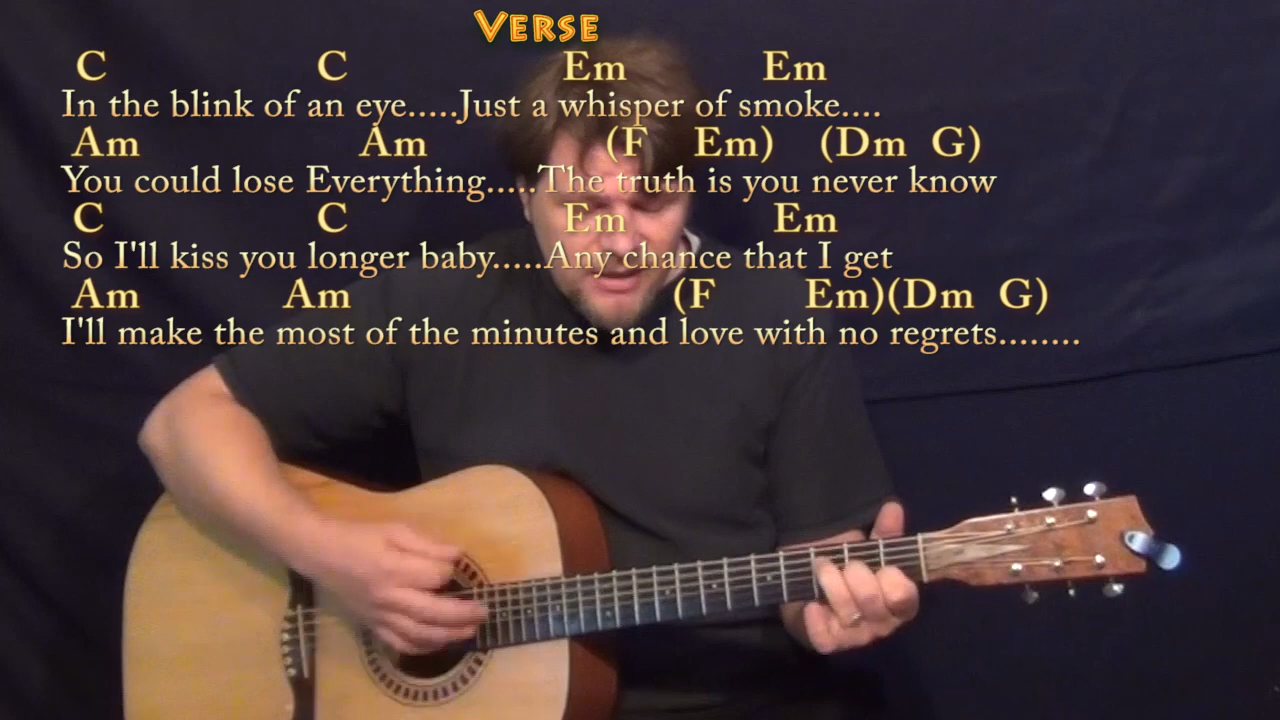 VERSE
C C Em Em
In the blink of an eye.....Just a whisper of smoke....
Am Am (F Em) (Dm G)
You could lose Everything.....The truth is you never know
C C Em Em
So I'll kiss you longer baby.....Any chance that I get
Am Am (F Em)(Dm G)
I'll make the most of the minutes and love with no regrets........